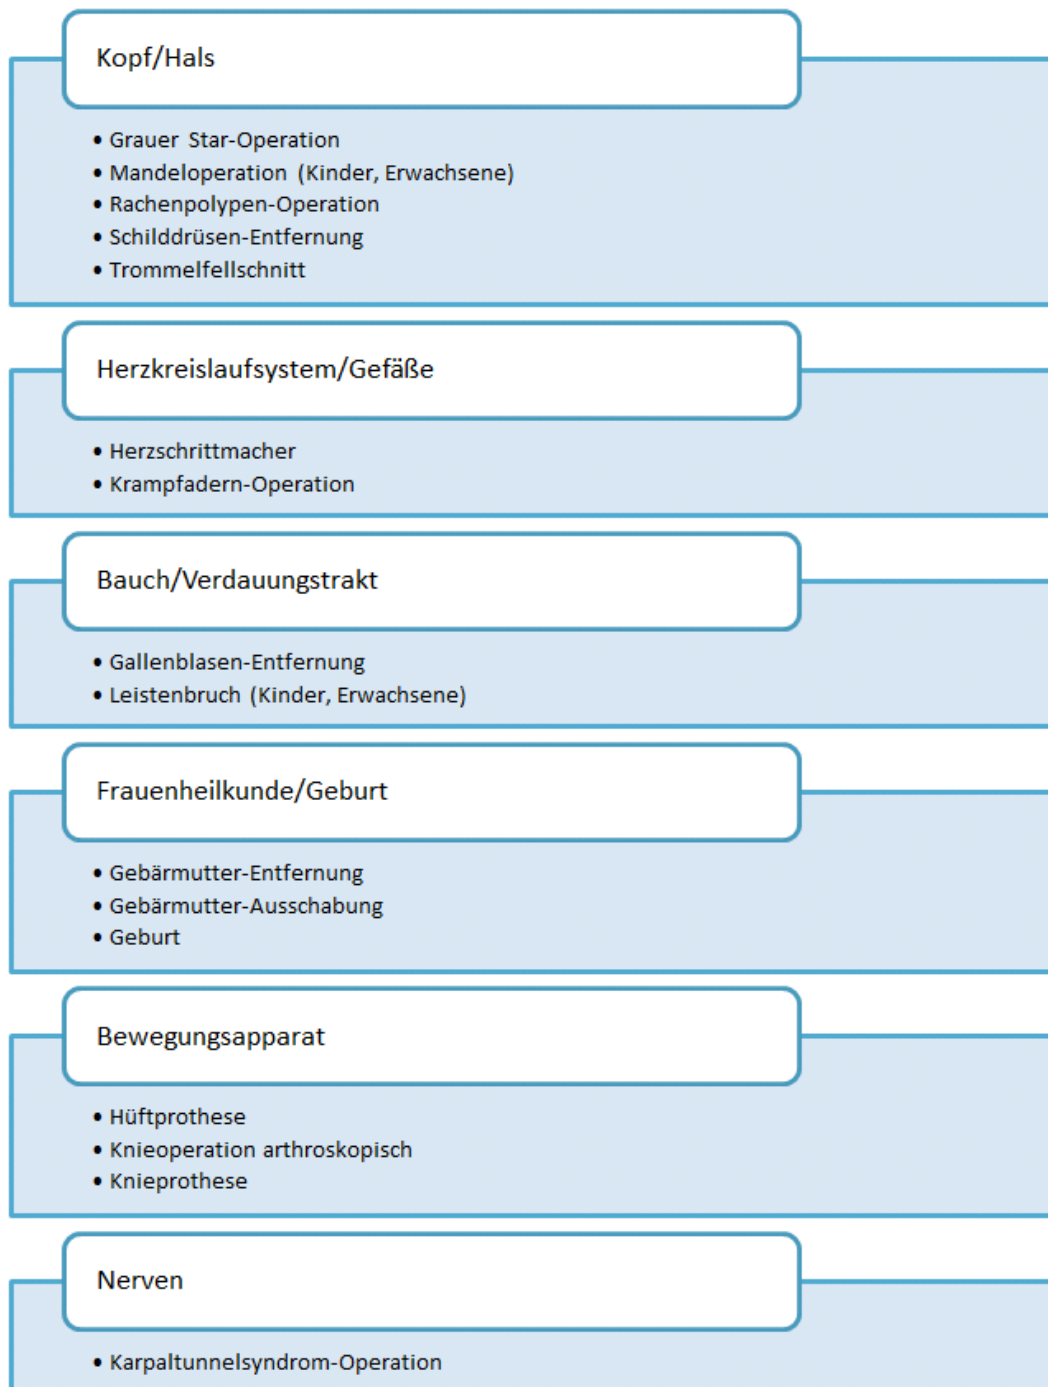 Kopf/Hals
• Grauer Star-Operation
• Mandeloperation (Kinder, Erwachsene)
• Rachenpolypen-Operation
• Schilddrüsen-Entfernung
• Trommelfellschnitt
Herzkreislaufsystem/Gefäße
• Herzschrittmacher
• Krampfadern-Operation
Bauch/Verdauungstrakt
• Gallenblasen-Entfernung
• Leistenbruch (Kinder, Erwachsene)
Frauenheilkunde/Geburt
• Gebärmutter-Entfernung
• Gebärmutter-Ausschabung
• Geburt
Bewegungsapparat
• Hüftprothese
• Knieoperation arthroskopisch
• Knieprothese
Nerven
• Karpaltunnelsyndrom-Operation